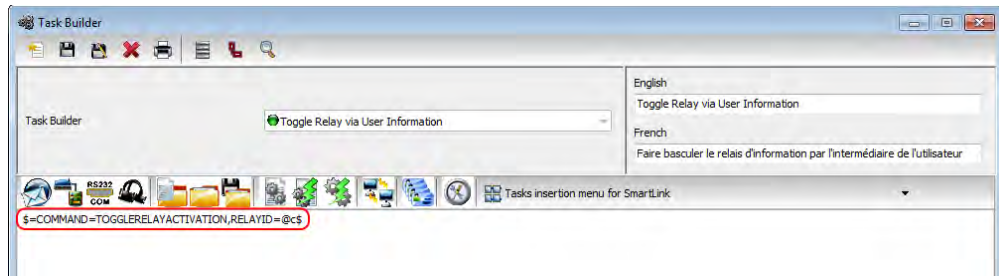 Task Builder
English
Toggle Relay via User Information
Task Builder
Toggle Relay via User Information
French
Faire basculer le relais d'information par l'intermédiaire de l'utilisateur
RS232
COM
Tasks insertion menu for SmartLink
$=COMMAND=TOGGLERELAYACTIVATION,RELAYID=@c$